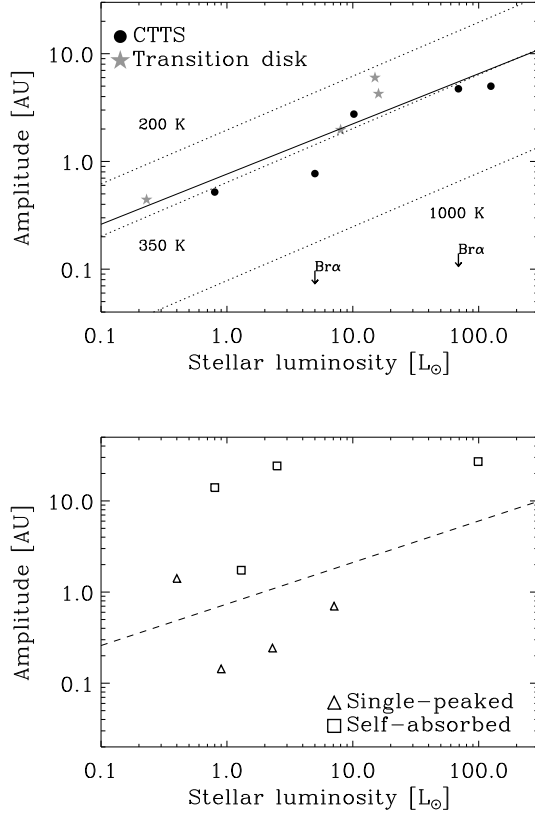 CTTS
Transition disk
10.0
1.0
0.1
Amplitude [AU]
200 K
350 K
1000 K
Brα
Brα
0.1 1.0 10.0 100.0
Stellar luminosity [L⊙]
10.0
1.0
0.1
Amplitude [AU]
Single-peaked
Self-absorbed
0.1 1.0 10.0 100.0
Stellar luminosity [L⊙]